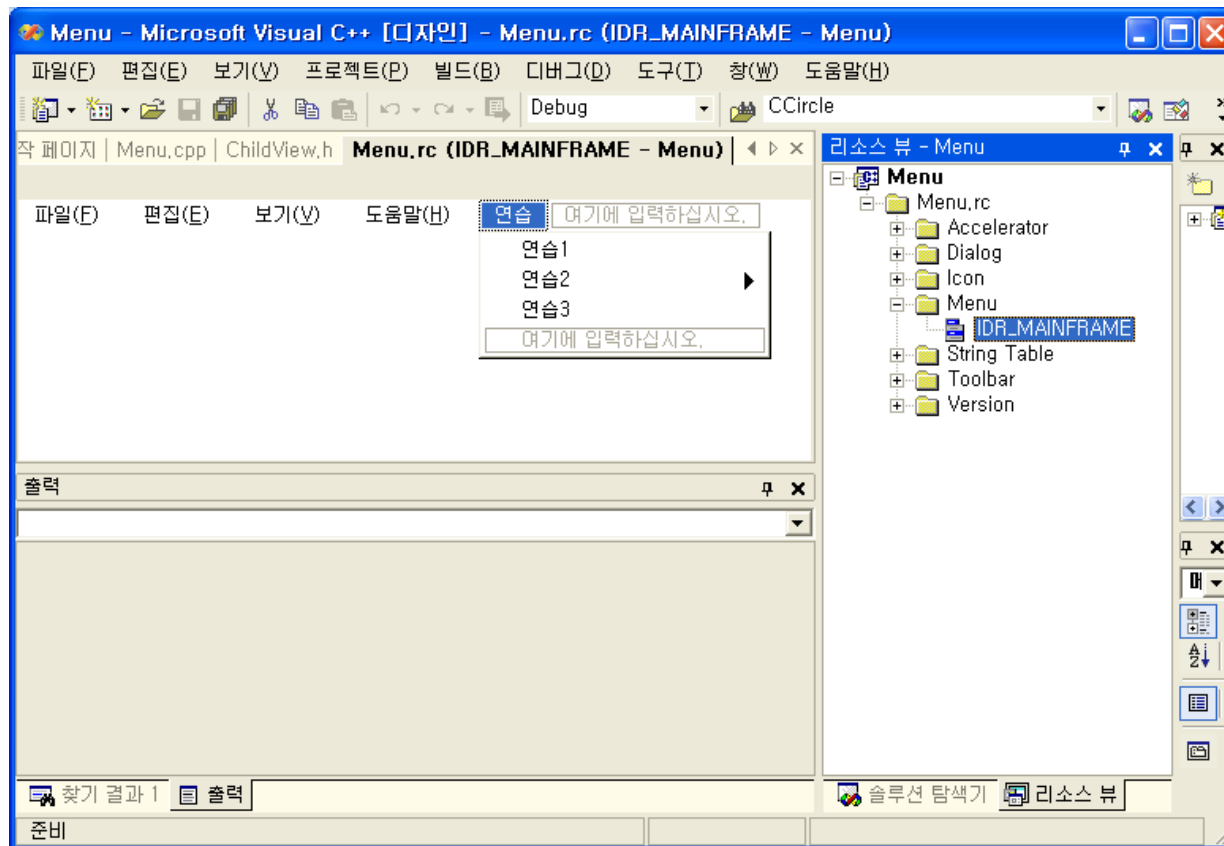 Menu - Microsoft Visual C++ [디자인] - Menu.rc (IDR_MAINFRAME - Menu)
파일(F) 편집(E) 보기(V) 프로젝트(P) 빌드(B) 디버그(D) 도구(T) 창(W) 도움말(H)
Debug CCircle
작 페이지 Menu.cpp ChildView.h Menu.rc (IDR_MAINFRAME - Menu)
파일(F) 편집(E) 보기(V) 도움말(H) 연습 여기에 입력하십시오.
연습1
연습2
연습3
여기에 입력하십시오.
출력
찾기 결과 1 출력
준비
리소스 뷰 - Menu
Menu
Menu.rc
Accelerator
Dialog
Icon
Menu
IDR_MAINFRAME
String Table
Toolbar
Version
솔루션 탐색기 리소스 뷰